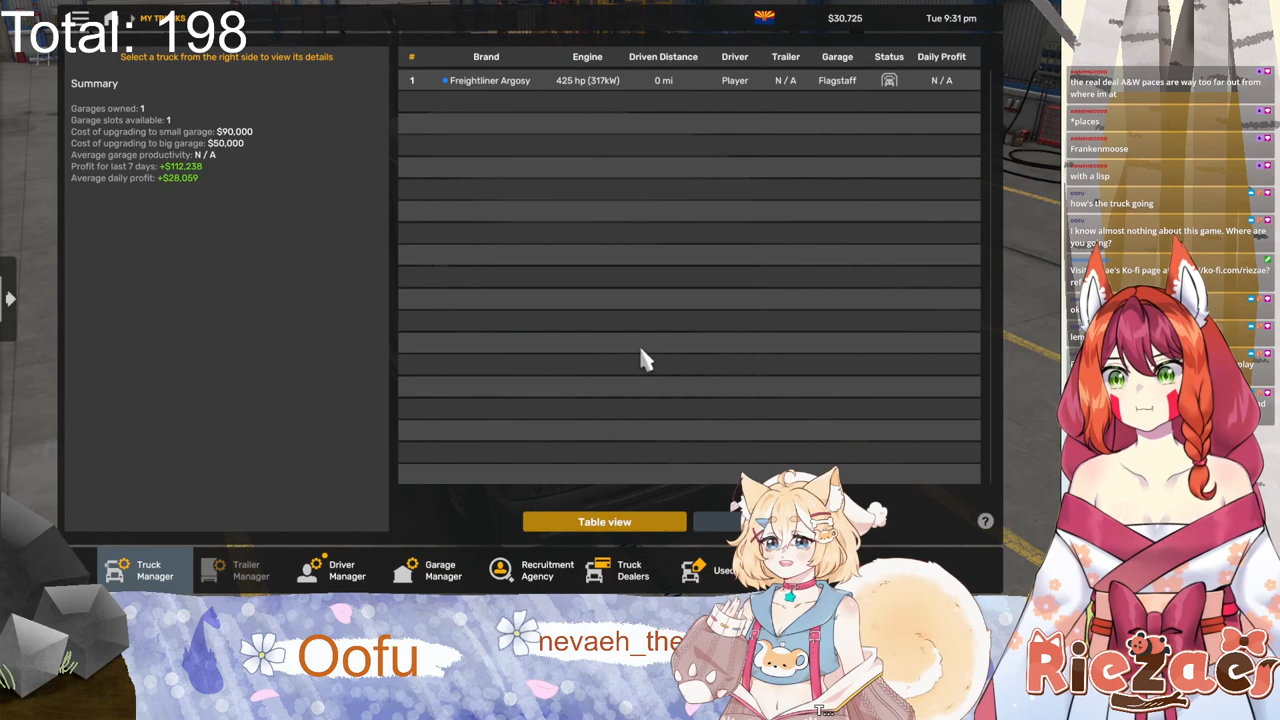 Total: 198
MY TRUCKS
$30,725
Tue 9:31 pm
Select a truck from the right side to view its details
Summary
Garages owned: 1
Garage slots available: 1
Cost of upgrading to small garage: $90,000
Cost of upgrading to big garage: $50,000
Average garage productivity: N / A
Profit for last 7 days: +$112,238
Average daily profit: +$28,059
# Brand Engine Driven Distance Driver Trailer Garage Status Daily Profit
1 Freightliner Argosy 425 hp (317kW) 0 mi Player N / A Flagstaff N / A
Table view
?
Truck Manager
Trailer Manager
Driver Manager
Garage Manager
Recruitment Agency
Truck Dealers
the real deal A&W paces are way too far out from
where im at
*places
Frankenmoose
with a lisp
OOFU
how's the truck going
OOFU
I know almost nothing about this game. Where are
you going?
Oofu
T...
RieZae